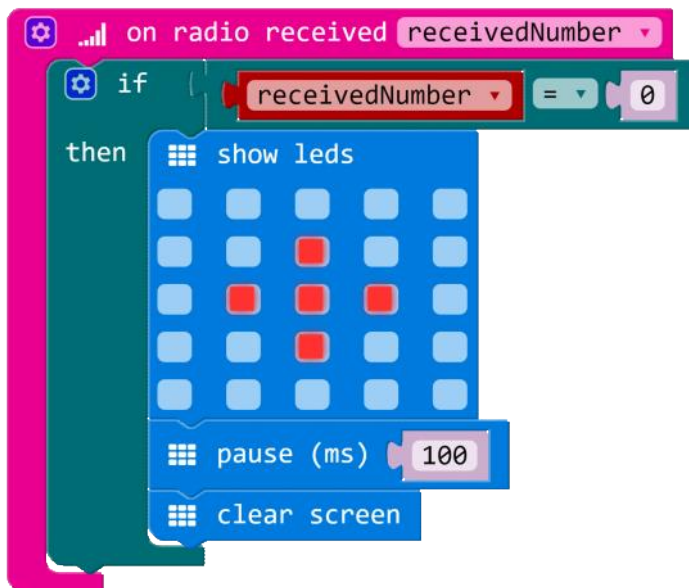 on radio received receivedNumber
if receivedNumber = 0
then show leds
pause (ms) 100
clear screen